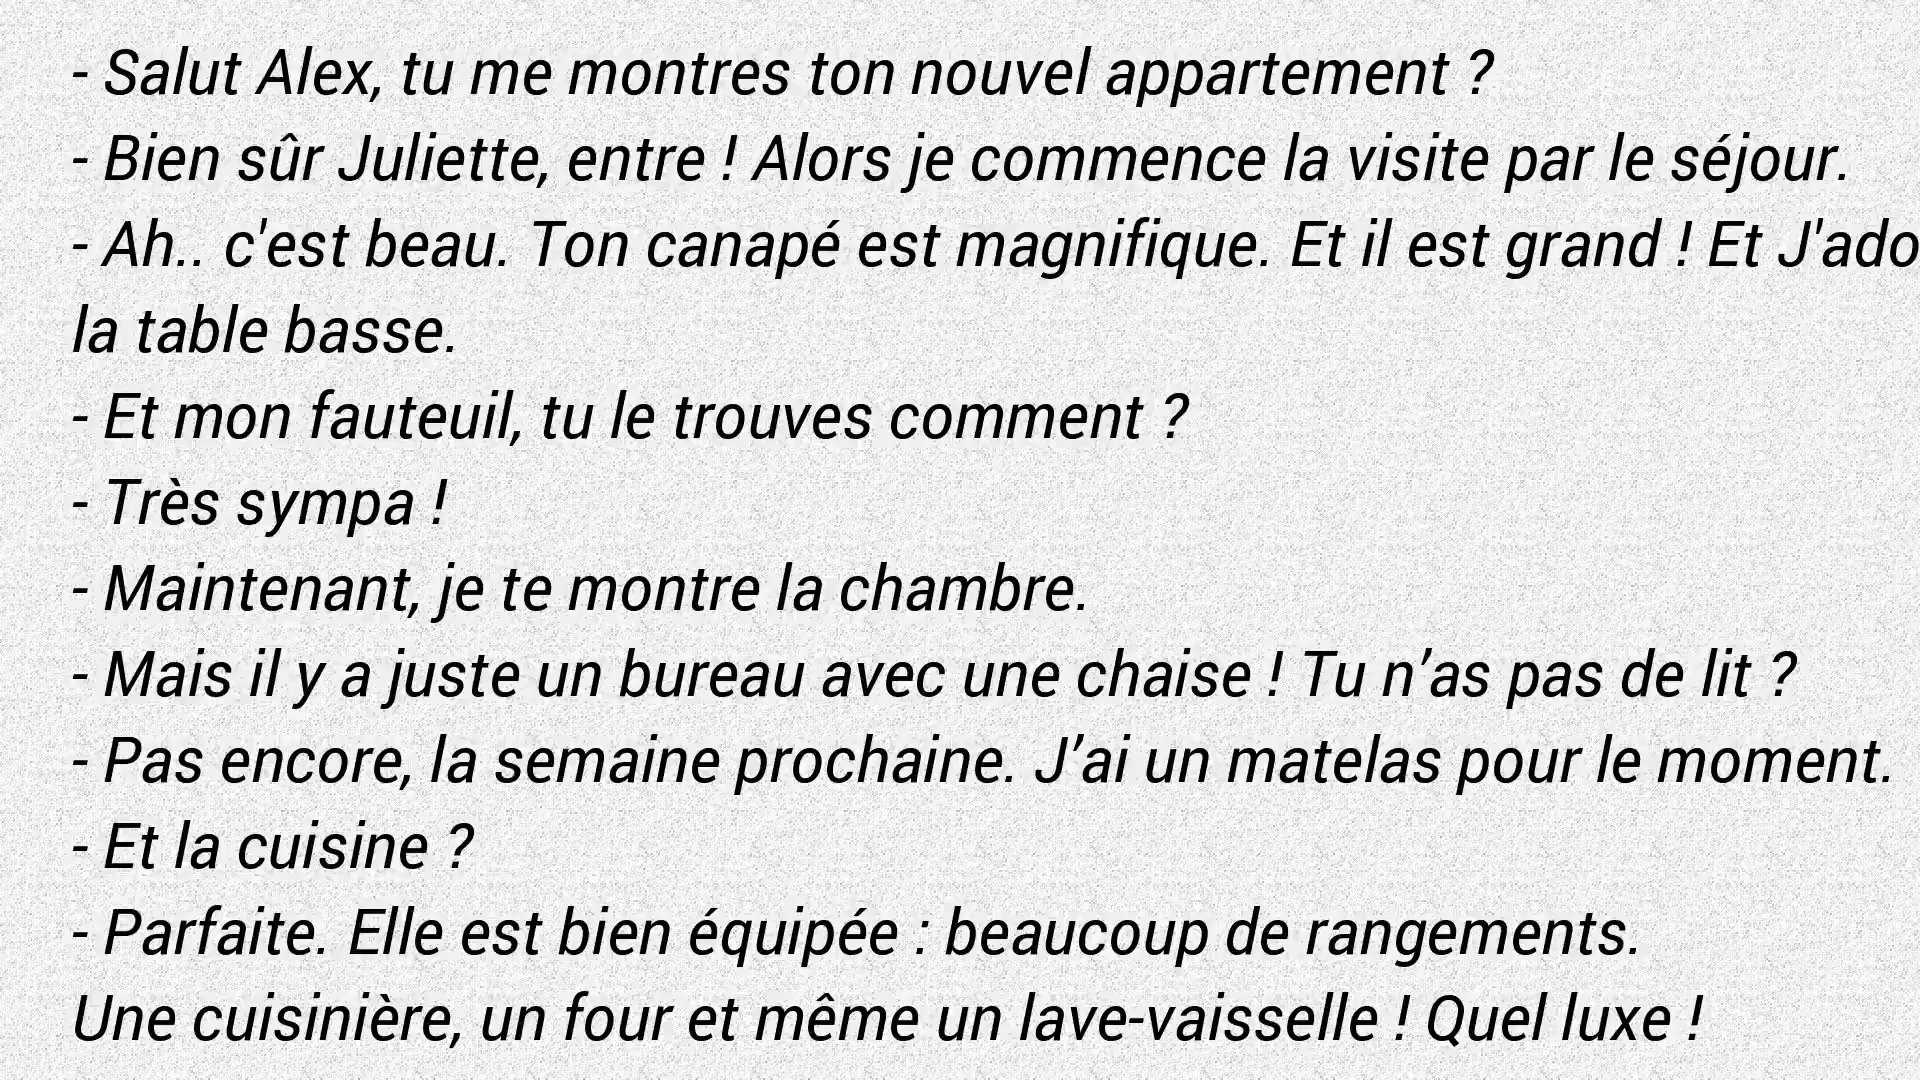 - Salut Alex, tu me montres ton nouvel appartement ?
- Bien sûr Juliette, entre ! Alors je commence la visite par le séjour.
- Ah.. c'est beau. Ton canapé est magnifique. Et il est grand ! Et J'ado
la table basse.
- Et mon fauteuil, tu le trouves comment ?
- Très sympa !
- Maintenant, je te montre la chambre.
- Mais il y a juste un bureau avec une chaise ! Tu n’as pas de lit ?
- Pas encore, la semaine prochaine. J’ai un matelas pour le moment.
- Et la cuisine ?
- Parfaite. Elle est bien équipée : beaucoup de rangements.
Une cuisinière, un four et même un lave-vaisselle ! Quel luxe !